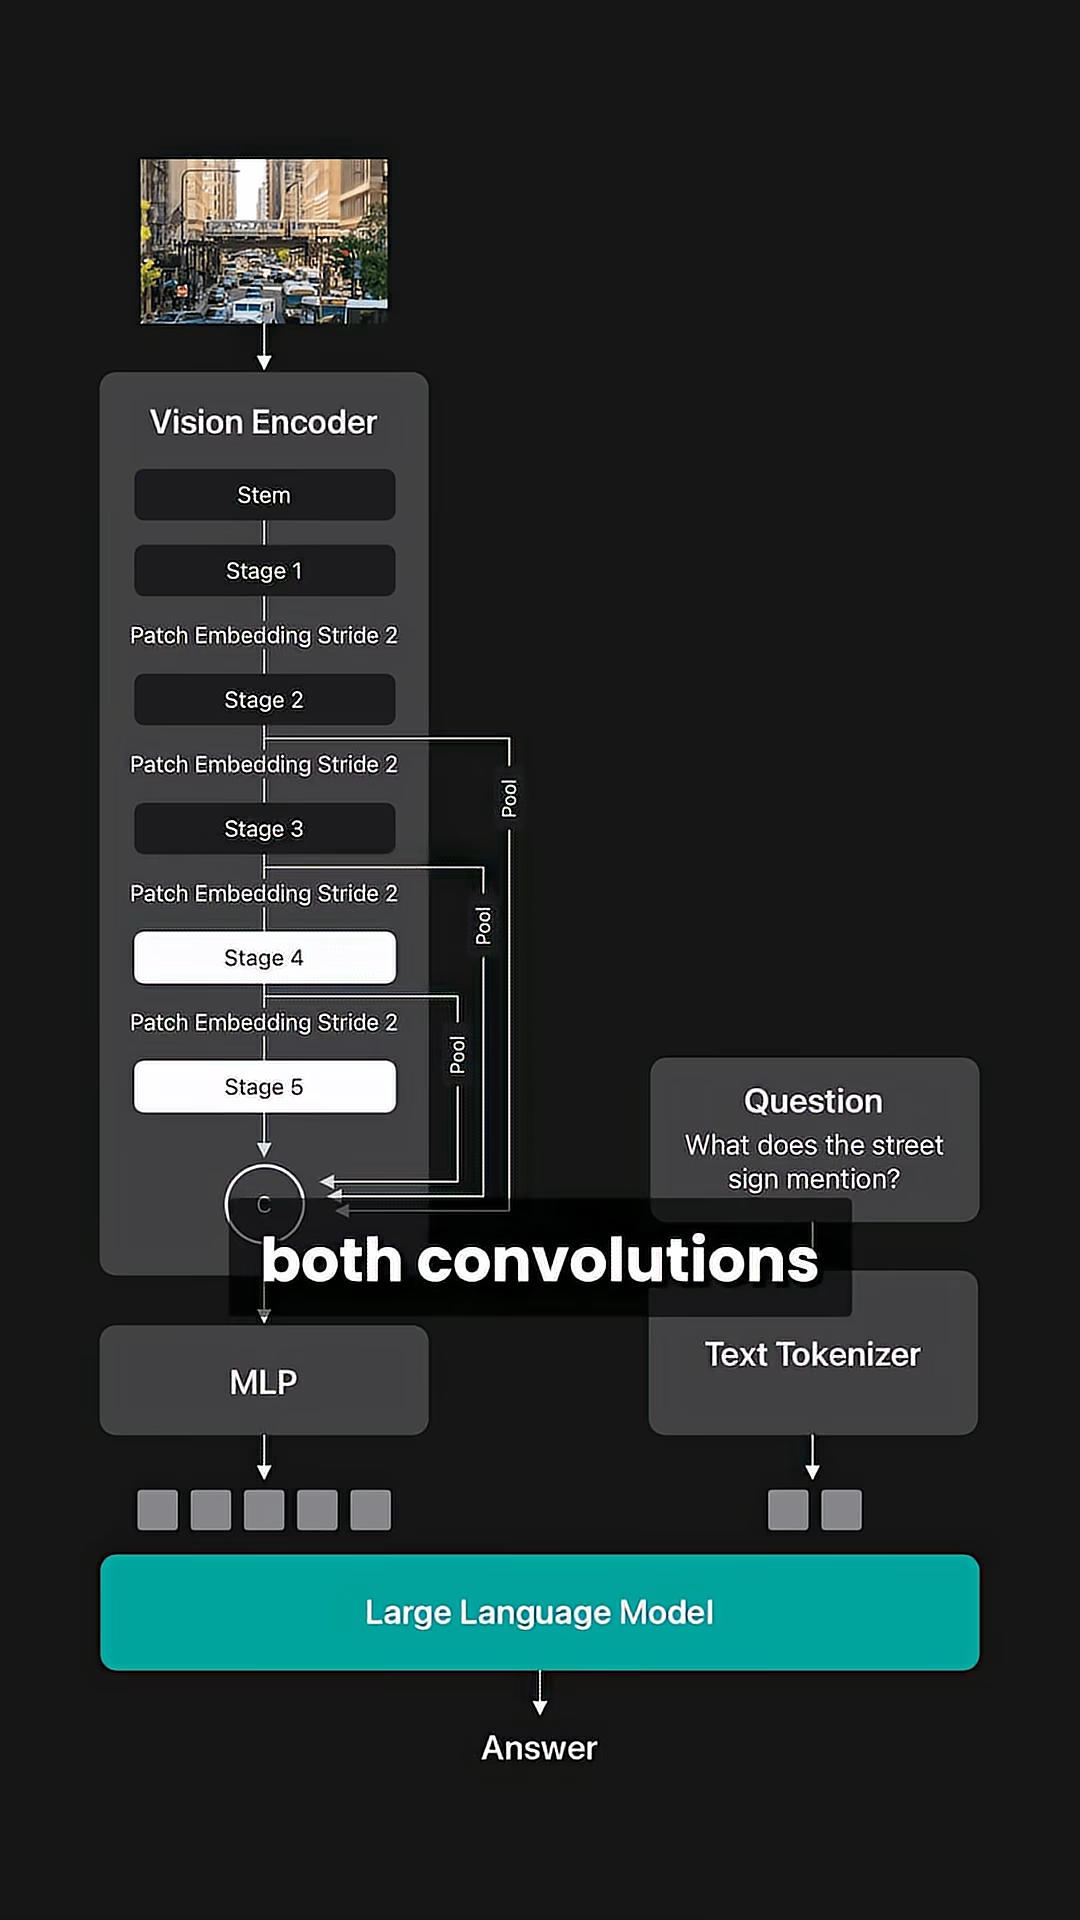 Vision Encoder
Stem
Stage 1
Patch Embedding Stride 2
Stage 2
Patch Embedding Stride 2
Pool
Stage 3
Patch Embedding Stride 2
Pool
Stage 4
Patch Embedding Stride 2
Pool
Stage 5
C
Question
What does the street
sign mention?
both convolutions
MLP
Text Tokenizer
Large Language Model
Answer